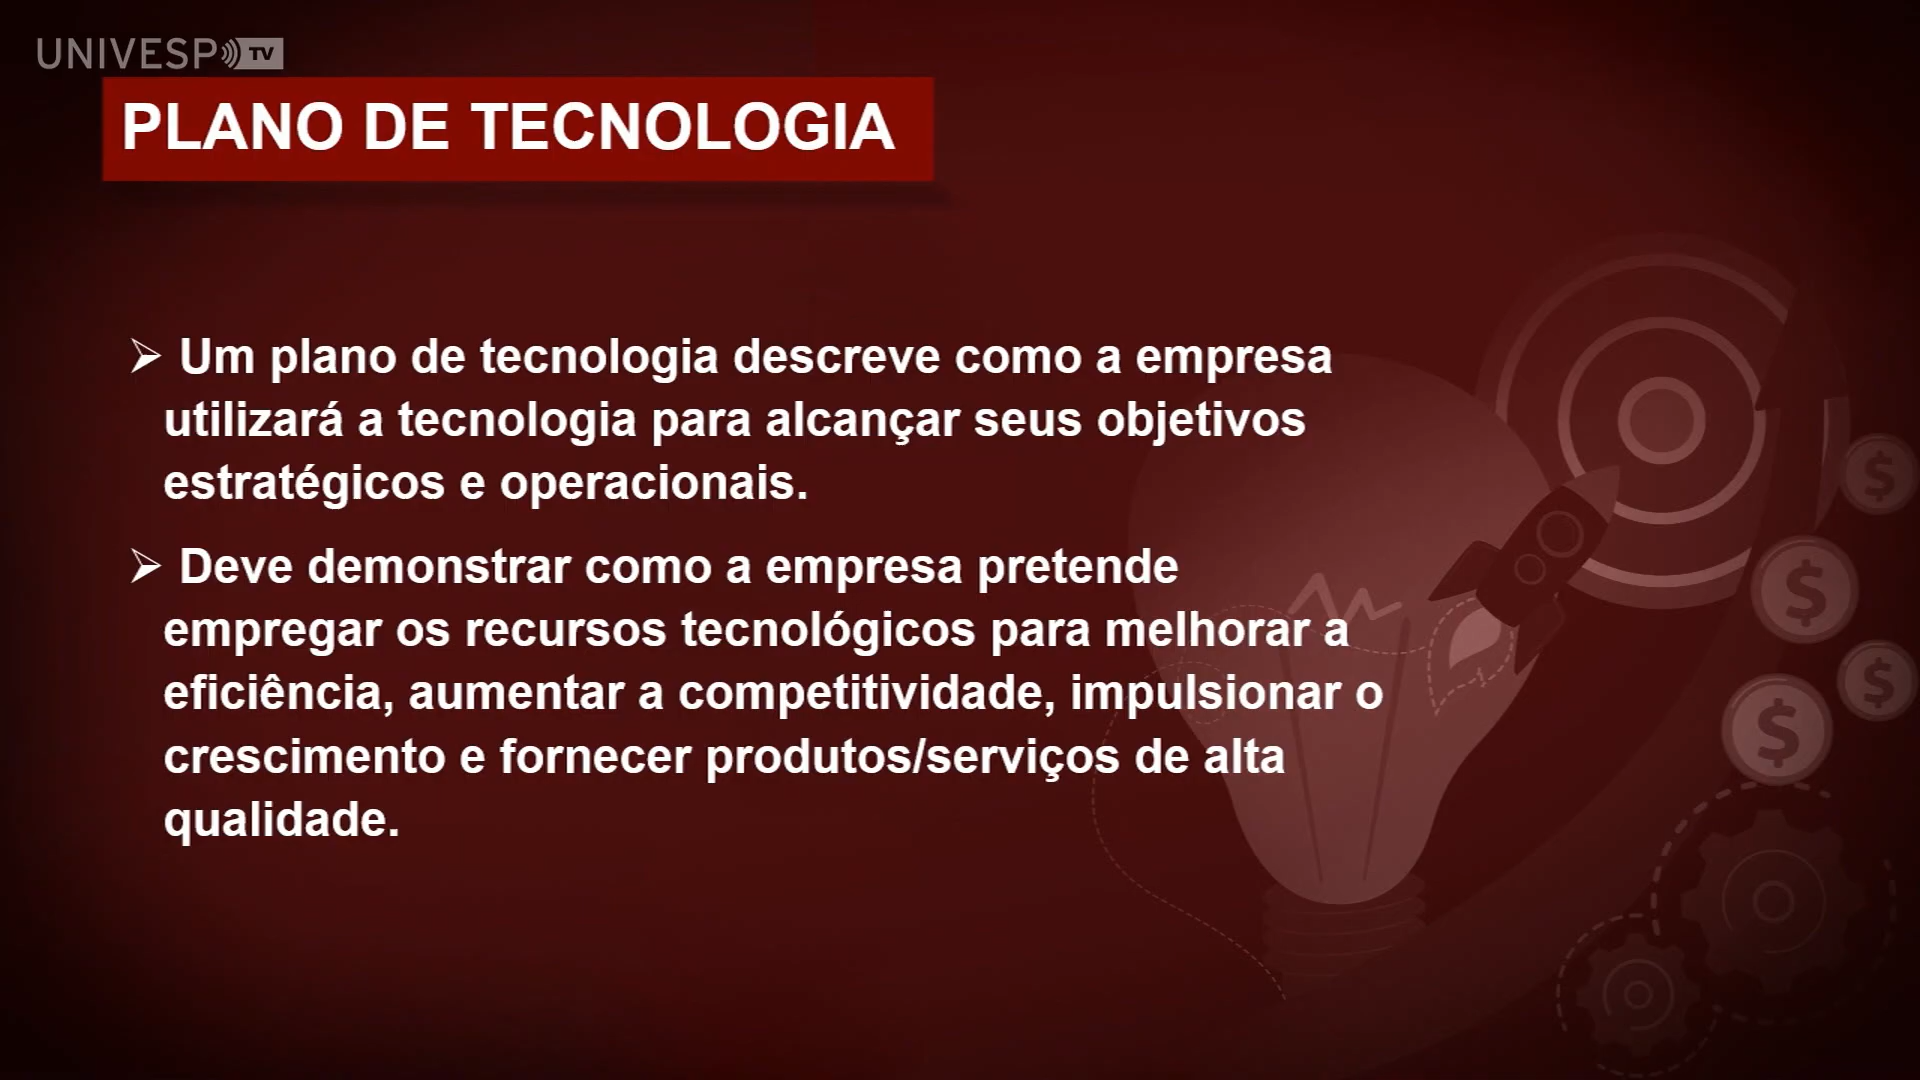 UNIVESP TV
PLANO DE TECNOLOGIA
➢ Um plano de tecnologia descreve como a empresa
utilizará a tecnologia para alcançar seus objetivos
estratégicos e operacionais.
➢ Deve demonstrar como a empresa pretende
empregar os recursos tecnológicos para melhorar a
eficiência, aumentar a competitividade, impulsionar o
crescimento e fornecer produtos/serviços de alta
qualidade.
$
$
$
$